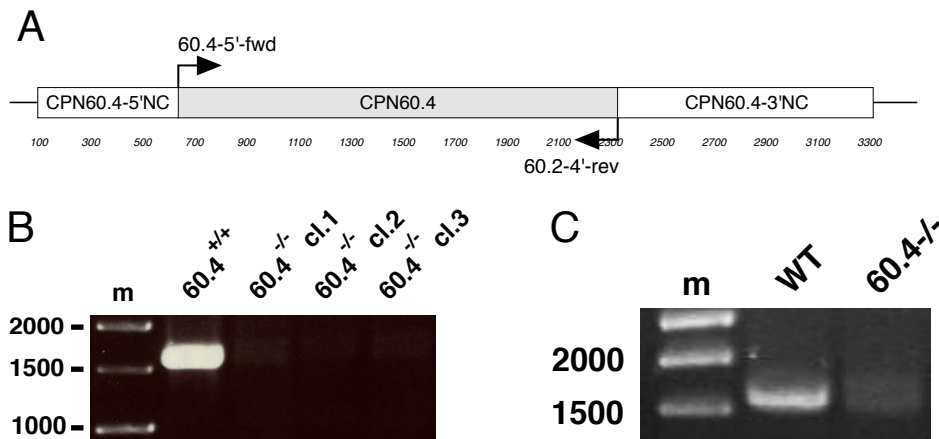 A
60.4-5'-fwd
CPN60.4-5'NC CPN60.4 CPN60.4-3'NC
100 300 500 700 900 1100 1300 1500 1700 1900 2100 2300 2500 2700 2900 3100 3300
60.2-4'-rev
B
m 60.4 +/+ 60.4 -/- cl.1 60.4 -/- cl.2 60.4 -/- cl.3
2000
1500
1000
C
m WT 60.4-/-
2000
1500